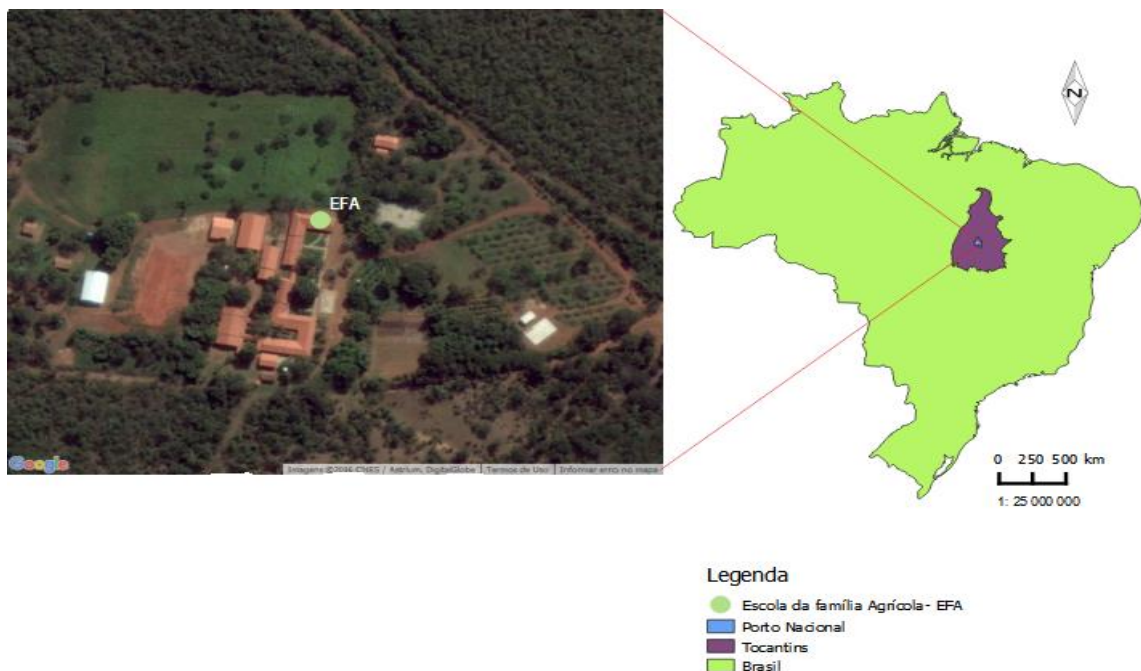 EFA
Google
Imagens ©2016 CNES / Astrium, DigitalGlobe | Termos de Uso | Informar erro no mapa
N
0 250 500 km
1: 25 000 000
Legenda
Escola da família Agrícola- EFA
Porto Nacional
Tocantins
Brasil